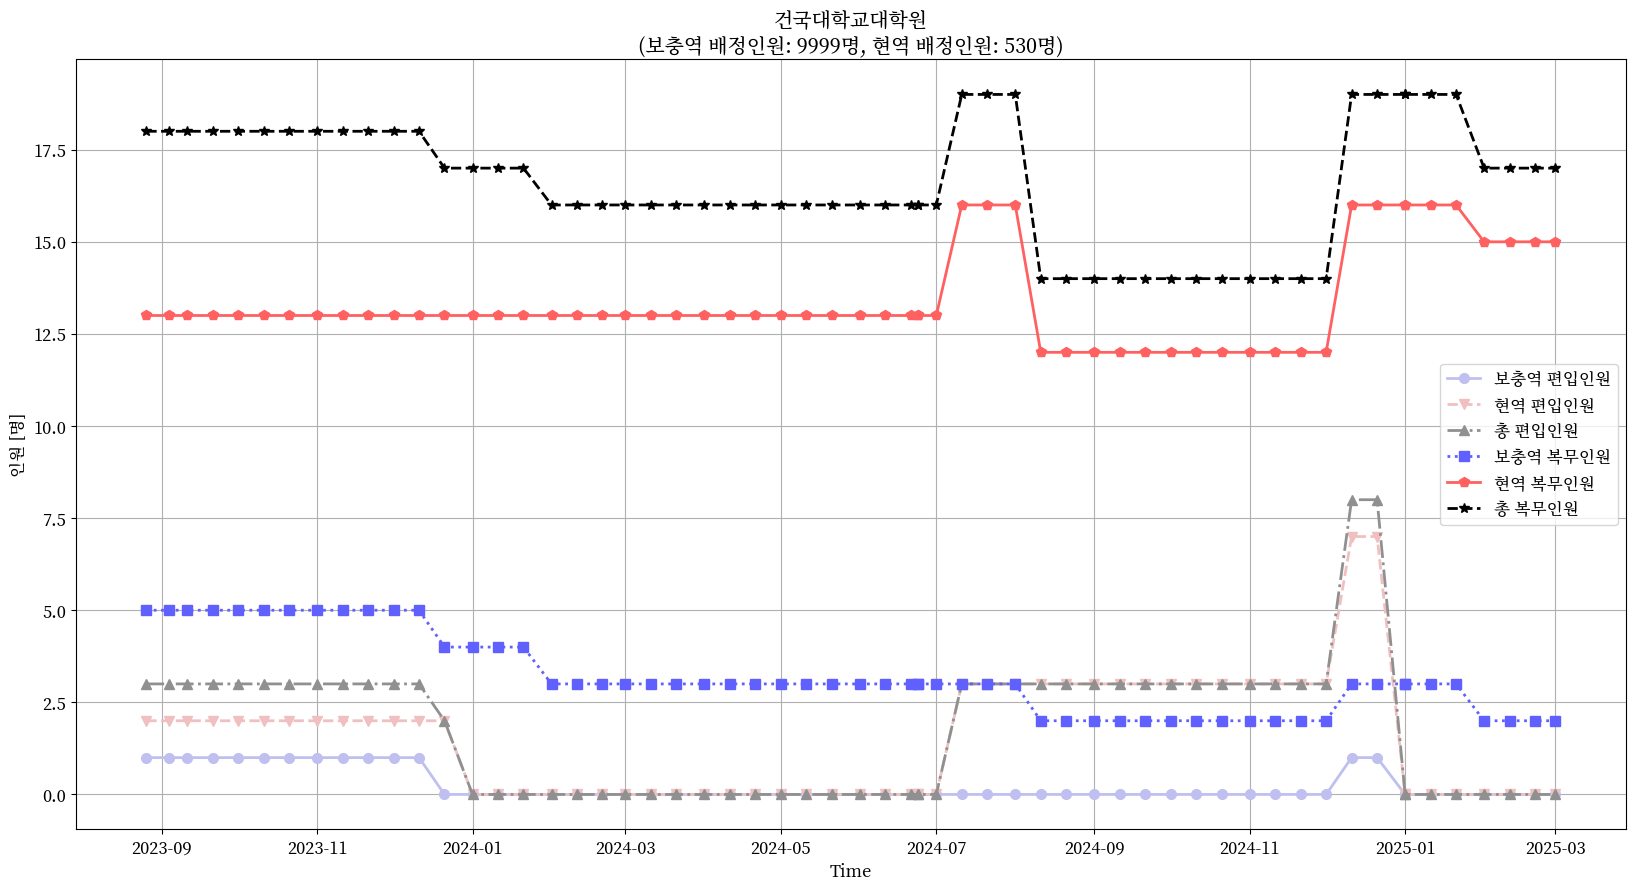 건국대학교대학원
(보충역 배정인원: 9999명, 현역 배정인원: 530명)
인원 [명]
17.5
15.0
12.5
10.0
7.5
5.0
2.5
0.0
보충역 편입인원
현역 편입인원
총 편입인원
보충역 복무인원
현역 복무인원
총 복무인원
2023-09 2023-11 2024-01 2024-03 2024-05 2024-07 2024-09 2024-11 2025-01 2025-03
Time